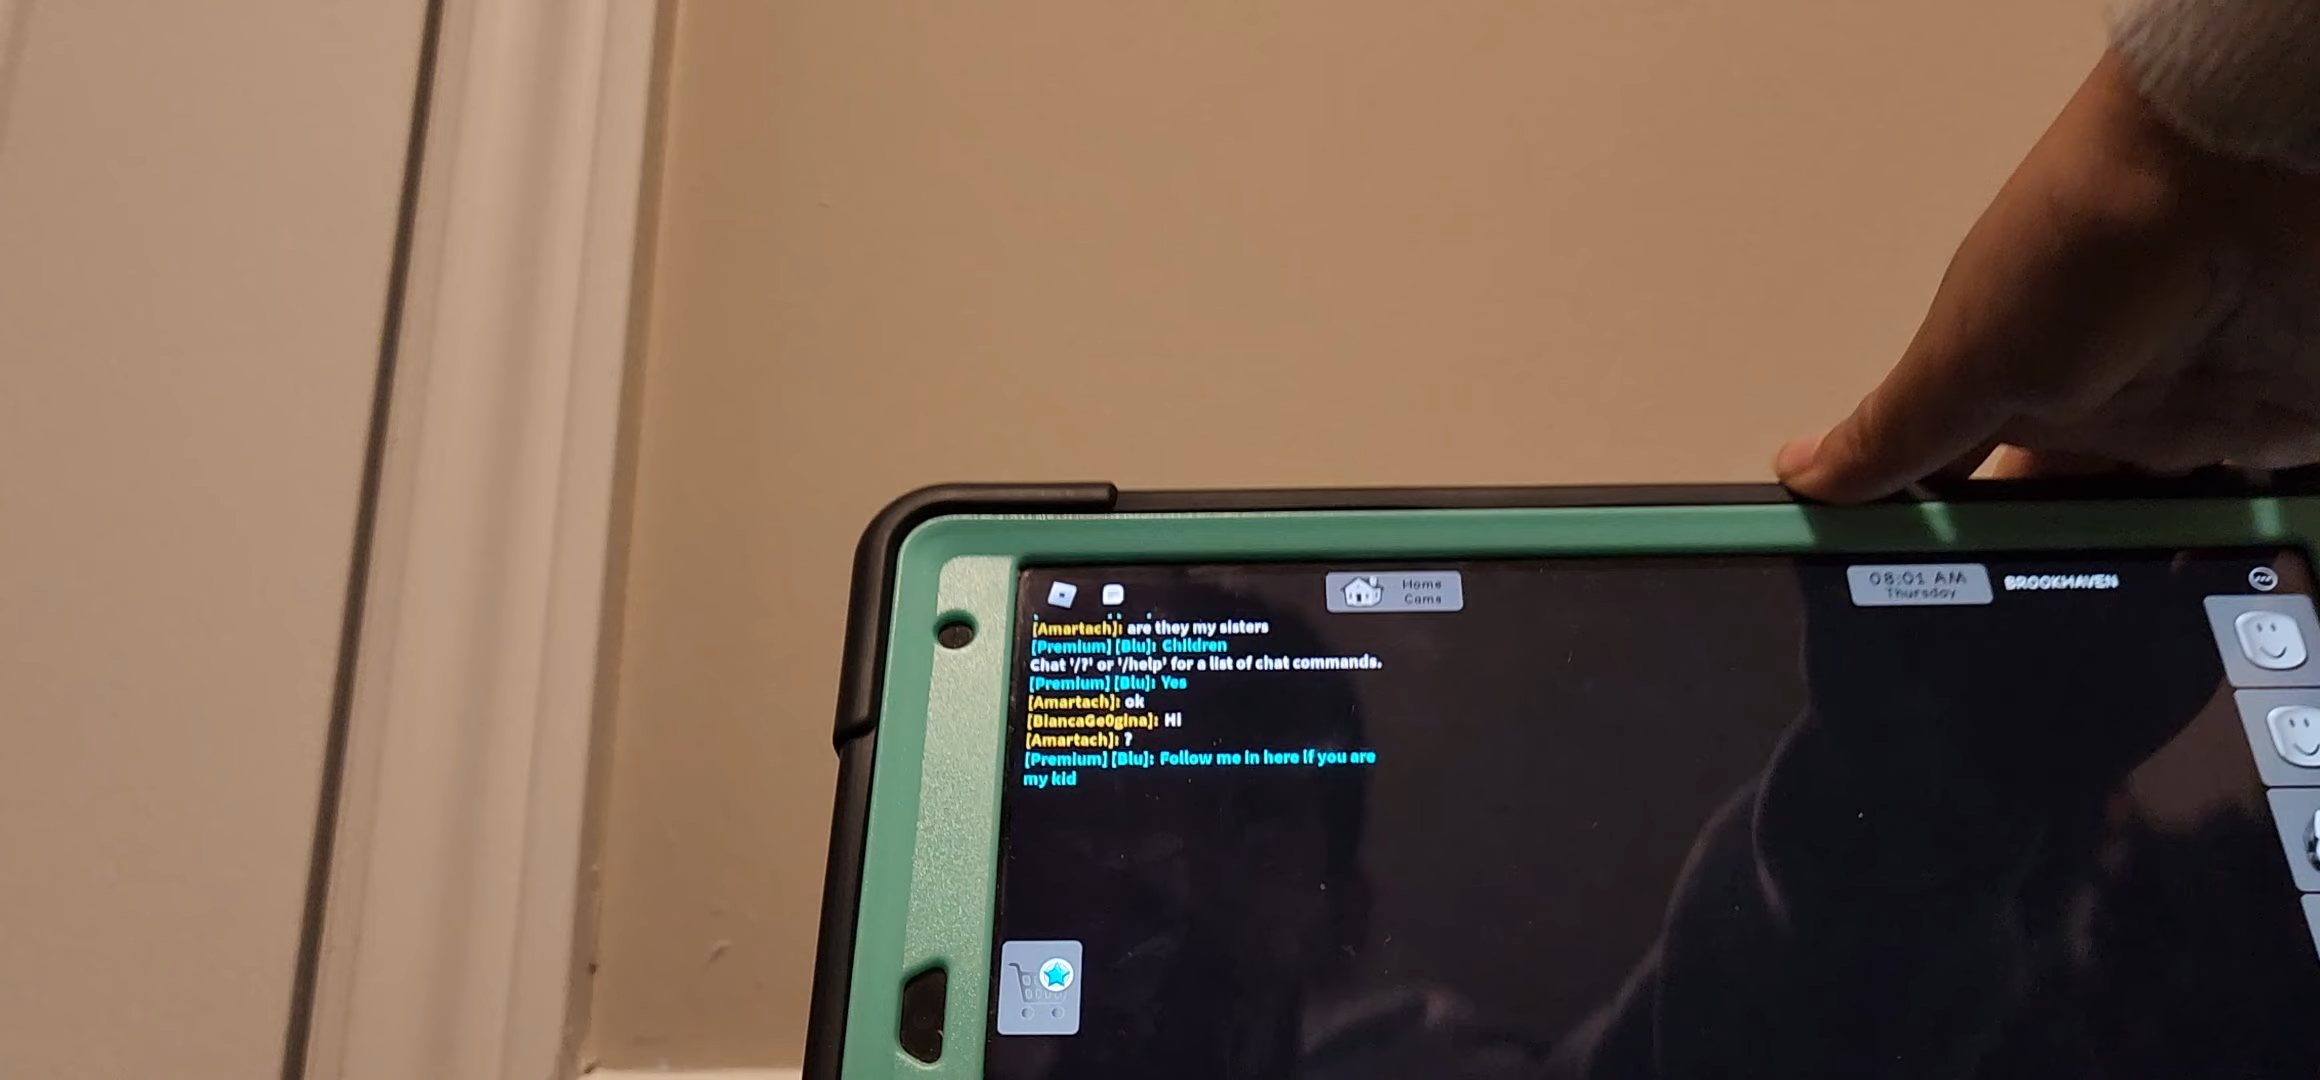 Home
Cams
08:01 AM
Thursday
BROOKHAVEN
[Amartach]: are they my sisters
[Premium] [Blu]: Children
Chat '/?' or '/help' for a list of chat commands.
[Premium] [Blu]: Yes
[Amartach]: ok
[BiancaGe0gina]: Hi
[Amartach]: ?
[Premium] [Blu]: Follow me in here if you are
my kid